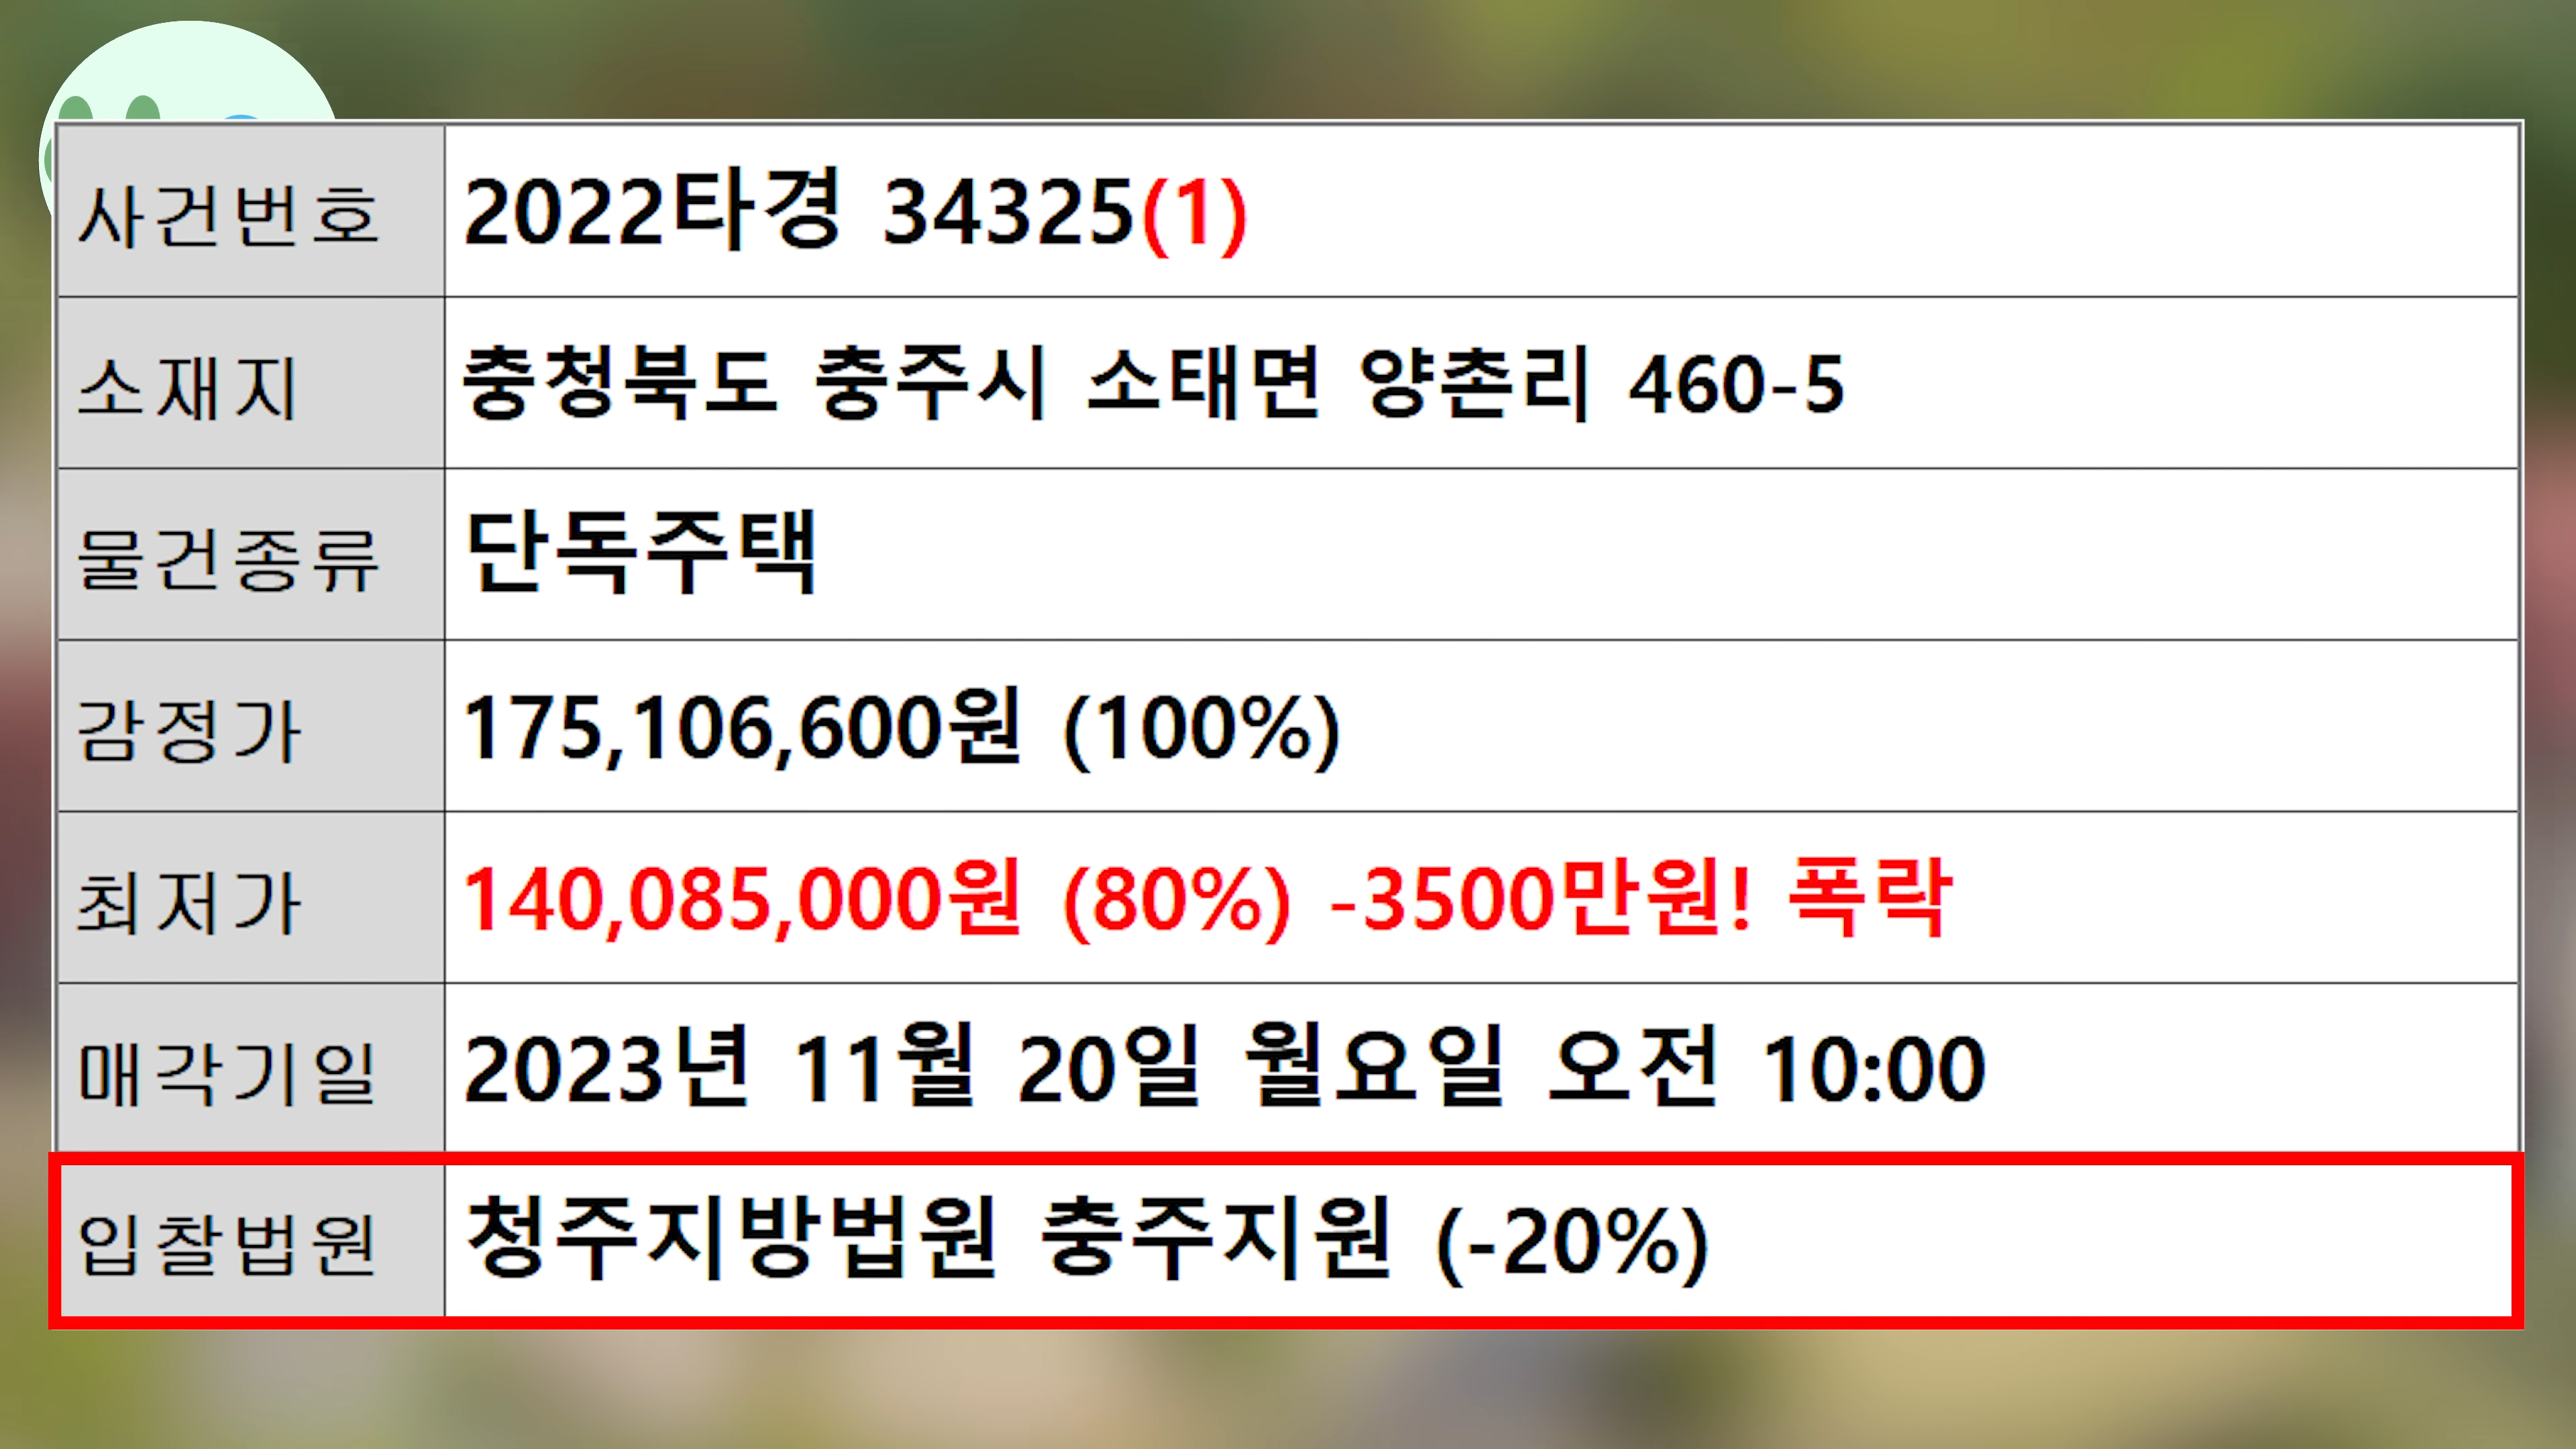 사건번호 2022타경 34325(1)
소재지 충청북도 충주시 소태면 양촌리 460-5
물건종류 단독주택
감정가 175,106,600원 (100%)
최저가 140,085,000원 (80%) -3500만원! 폭락
매각기일 2023년 11월 20일 월요일 오전 10:00
입찰법원 청주지방법원 충주지원 (-20%)